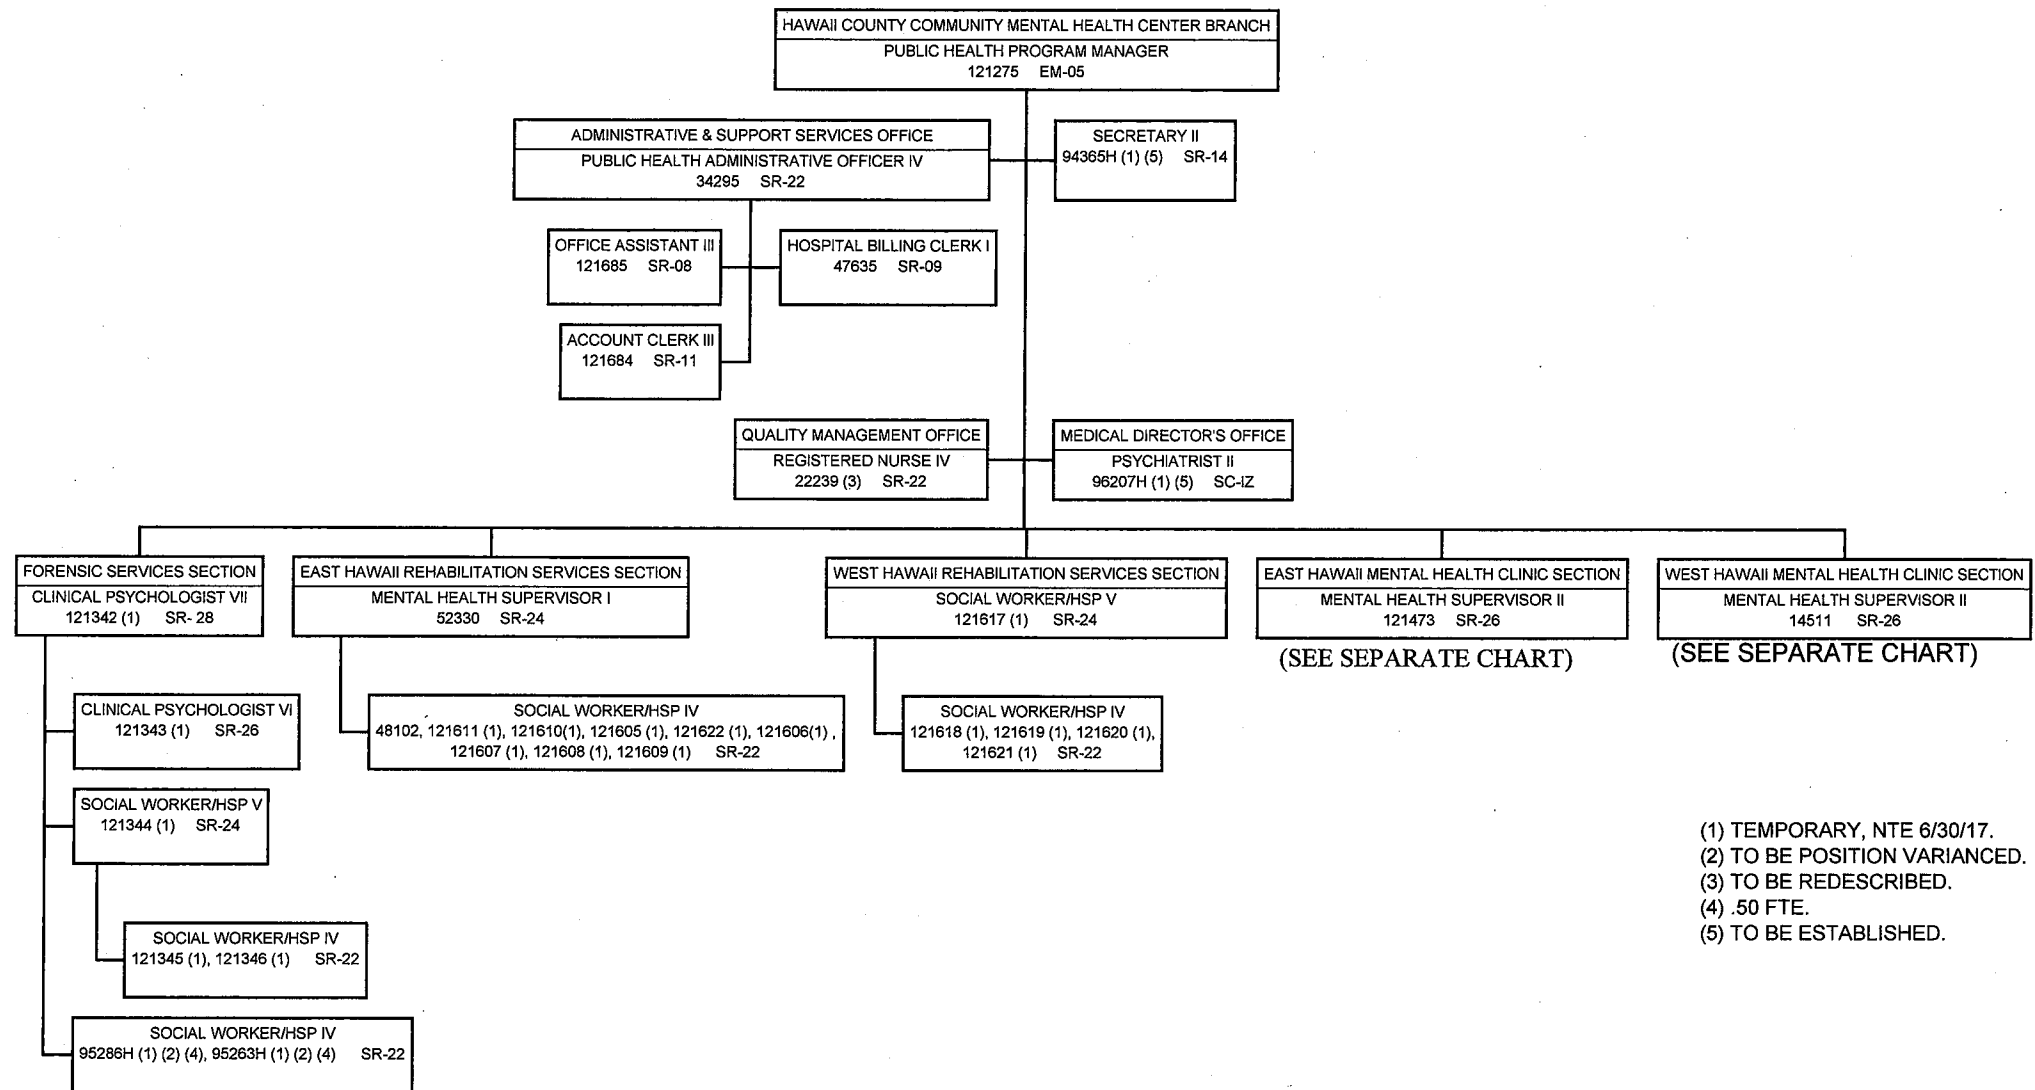 HAWAII COUNTY COMMUNITY MENTAL HEALTH CENTER BRANCH
PUBLIC HEALTH PROGRAM MANAGER
121275 EM-05
ADMINISTRATIVE & SUPPORT SERVICES OFFICE
PUBLIC HEALTH ADMINISTRATIVE OFFICER IV
34295 SR-22
SECRETARY II
94365H (1) (5) SR-14
OFFICE ASSISTANT III
121685 SR-08
HOSPITAL BILLING CLERK I
47635 SR-09
ACCOUNT CLERK III
121684 SR-11
QUALITY MANAGEMENT OFFICE
REGISTERED NURSE IV
22239 (3) SR-22
MEDICAL DIRECTOR'S OFFICE
PSYCHIATRIST II
96207H (1) (5) SC-IZ
FORENSIC SERVICES SECTION
CLINICAL PSYCHOLOGIST VII
121342 (1) SR- 28
EAST HAWAII REHABILITATION SERVICES SECTION
MENTAL HEALTH SUPERVISOR I
52330 SR-24
WEST HAWAII REHABILITATION SERVICES SECTION
SOCIAL WORKER/HSP V
121617 (1) SR-24
EAST HAWAII MENTAL HEALTH CLINIC SECTION
MENTAL HEALTH SUPERVISOR II
121473 SR-26
(SEE SEPARATE CHART)
WEST HAWAII MENTAL HEALTH CLINIC SECTION
MENTAL HEALTH SUPERVISOR II
14511 SR-26
(SEE SEPARATE CHART)
CLINICAL PSYCHOLOGIST VI
121343 (1) SR-26
SOCIAL WORKER/HSP IV
48102, 121611 (1), 121610(1), 121605 (1), 121622 (1), 121606(1) ,
121607 (1), 121608 (1), 121609 (1) SR-22
SOCIAL WORKER/HSP IV
121618 (1), 121619 (1), 121620 (1),
121621 (1) SR-22
SOCIAL WORKER/HSP V
121344 (1) SR-24
SOCIAL WORKER/HSP IV
121345 (1), 121346 (1) SR-22
SOCIAL WORKER/HSP IV
95286H (1) (2) (4), 95263H (1) (2) (4) SR-22
(1) TEMPORARY, NTE 6/30/17.
(2) TO BE POSITION VARIANCED.
(3) TO BE REDESCRIBED.
(4) .50 FTE.
(5) TO BE ESTABLISHED.